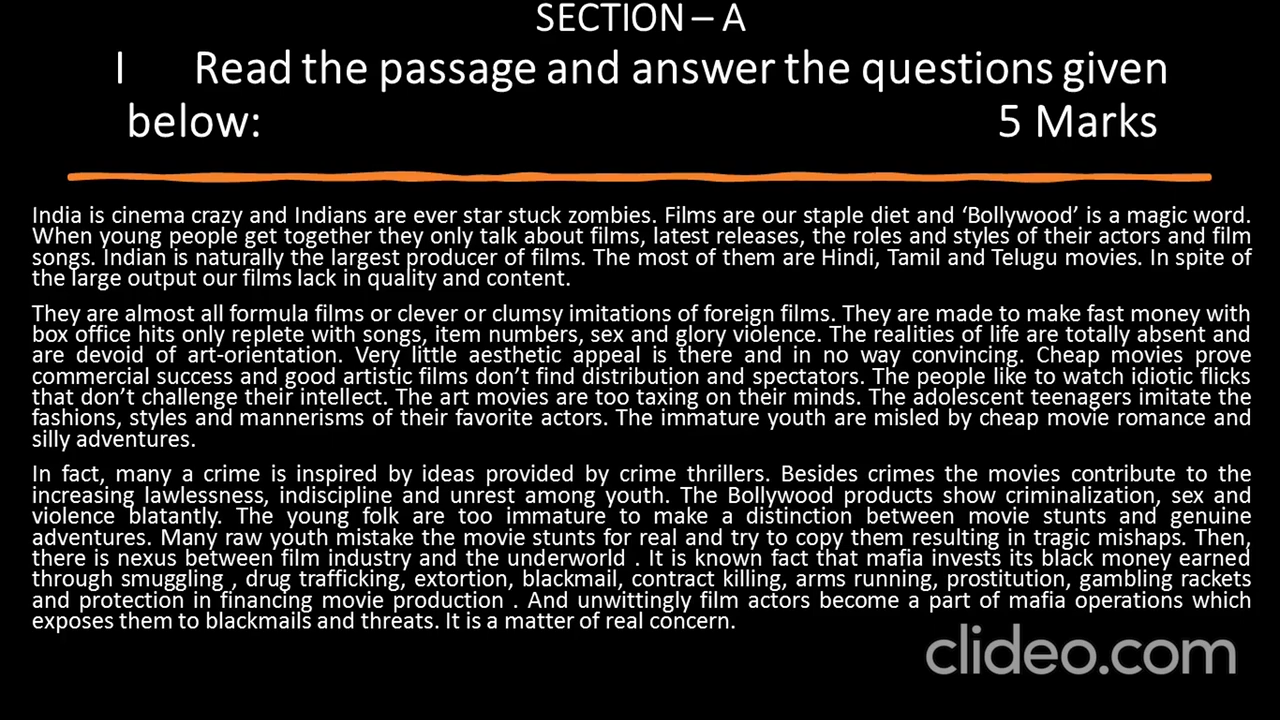 SECTION – A
I Read the passage and answer the questions given
below: 5 Marks
India is cinema crazy and Indians are ever star stuck zombies. Films are our staple diet and ‘Bollywood’ is a magic word.
When young people get together they only talk about films, latest releases, the roles and styles of their actors and film
songs. Indian is naturally the largest producer of films. The most of them are Hindi, Tamil and Telugu movies. In spite of
the large output our films lack in quality and content.
They are almost all formula films or clever or clumsy imitations of foreign films. They are made to make fast money with
box office hits only replete with songs, item numbers, sex and glory violence. The realities of life are totally absent and
are devoid of art-orientation. Very little aesthetic appeal is there and in no way convincing. Cheap movies prove
commercial success and good artistic films don’t find distribution and spectators. The people like to watch idiotic flicks
that don’t challenge their intellect. The art movies are too taxing on their minds. The adolescent teenagers imitate the
fashions, styles and mannerisms of their favorite actors. The immature youth are misled by cheap movie romance and
silly adventures.
In fact, many a crime is inspired by ideas provided by crime thrillers. Besides crimes the movies contribute to the
increasing lawlessness, indiscipline and unrest among youth. The Bollywood products show criminalization, sex and
violence blatantly. The young folk are too immature to make a distinction between movie stunts and genuine
adventures. Many raw youth mistake the movie stunts for real and try to copy them resulting in tragic mishaps. Then,
there is nexus between film industry and the underworld . It is known fact that mafia invests its black money earned
through smuggling , drug trafficking, extortion, blackmail, contract killing, arms running, prostitution, gambling rackets
and protection in financing movie production . And unwittingly film actors become a part of mafia operations which
exposes them to blackmails and threats. It is a matter of real concern.
clideo.com